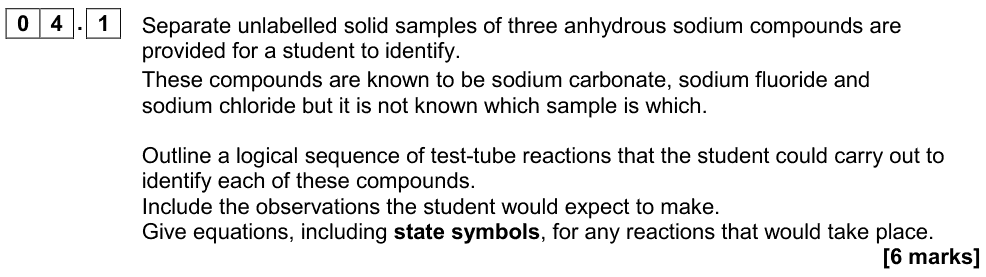 0 4 . 1 Separate unlabelled solid samples of three anhydrous sodium compounds are
provided for a student to identify.
These compounds are known to be sodium carbonate, sodium fluoride and
sodium chloride but it is not known which sample is which.
Outline a logical sequence of test-tube reactions that the student could carry out to
identify each of these compounds.
Include the observations the student would expect to make.
Give equations, including state symbols, for any reactions that would take place.
[6 marks]